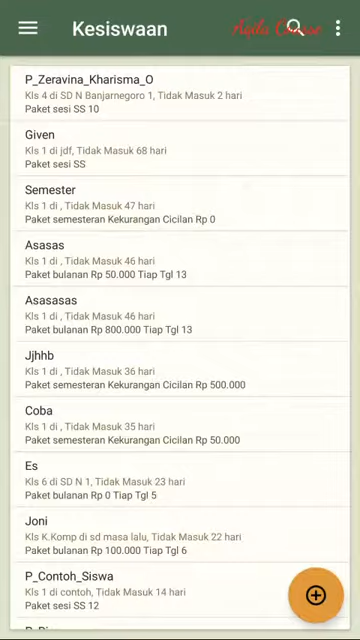 Kesiswaan
P_Zeravina_Kharisma_O
Kls 4 di SD N Banjarnegoro 1, Tidak Masuk 2 hari
Paket sesi SS 10
Given
Kls 1 di jdf, Tidak Masuk 68 hari
Paket sesi SS
Semester
Kls 1 di , Tidak Masuk 47 hari
Paket semesteran Kekurangan Cicilan Rp 0
Asasas
Kls 1 di , Tidak Masuk 46 hari
Paket bulanan Rp 50.000 Tiap Tgl 13
Asasasas
Kls 1 di , Tidak Masuk 46 hari
Paket bulanan Rp 800.000 Tiap Tgl 13
Jjhhb
Kls 1 di , Tidak Masuk 36 hari
Paket semesteran Kekurangan Cicilan Rp 500.000
Coba
Kls 1 di , Tidak Masuk 35 hari
Paket semesteran Kekurangan Cicilan Rp 50.000
Es
Kls 6 di SD N 1, Tidak Masuk 23 hari
Paket bulanan Rp 0 Tiap Tgl 5
Joni
Kls K.Komp di sd masa lalu, Tidak Masuk 22 hari
Paket bulanan Rp 100.000 Tiap Tgl 6
P_Contoh_Siswa
Kls 1 di contoh, Tidak Masuk 14 hari
Paket sesi SS 12